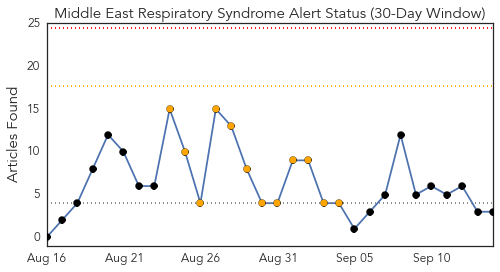 Middle East Respiratory Syndrome Alert Status (30-Day Window)
Articles Found
25
20
15
10
5
0
Aug 16 Aug 21 Aug 26 Aug 31 Sep 05 Sep 10